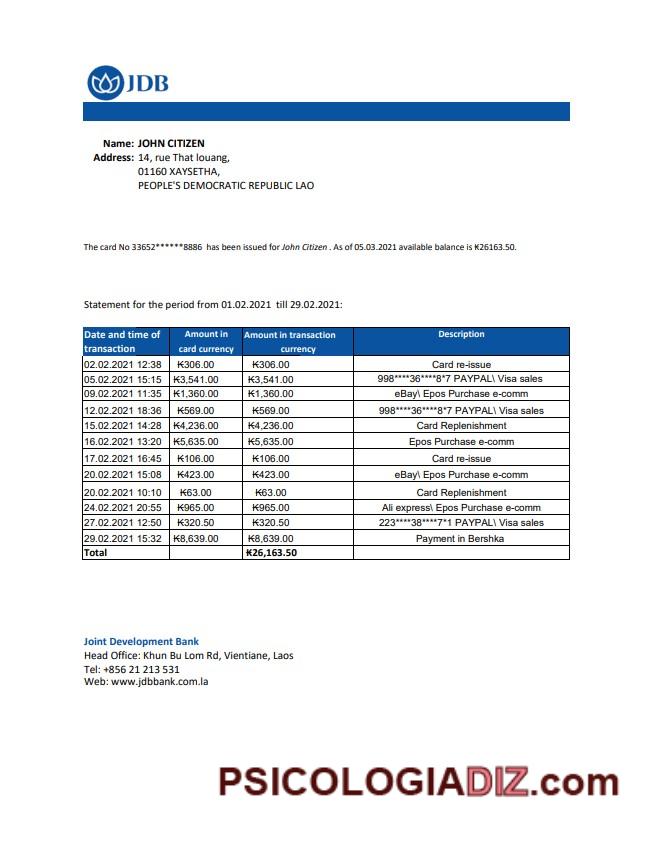 JDB
Name: JOHN CITIZEN
Address: 14, rue That louang,
01160 XAYSETHA,
PEOPLE'S DEMOCRATIC REPUBLIC LAO
The card No 33652******8886 has been issued for John Citizen . As of 05.03.2021 available balance is ₭26163.50.
Statement for the period from 01.02.2021 till 29.02.2021:
Date and time of transaction Amount in card currency Amount in transaction currency Description
02.02.2021 12:38 ₭306.00 ₭306.00 Card re-issue
05.02.2021 15:15 ₭3,541.00 ₭3,541.00 998****36****8*7 PAYPAL\ Visa sales
09.02.2021 11:35 ₭1,360.00 ₭1,360.00 eBay\ Epos Purchase e-comm
12.02.2021 18:36 ₭569.00 ₭569.00 998****36****8*7 PAYPAL\ Visa sales
15.02.2021 14:28 ₭4,236.00 ₭4,236.00 Card Replenishment
16.02.2021 13:20 ₭5,635.00 ₭5,635.00 Epos Purchase e-comm
17.02.2021 16:45 ₭106.00 ₭106.00 Card re-issue
20.02.2021 15:08 ₭423.00 ₭423.00 eBay\ Epos Purchase e-comm
20.02.2021 10:10 ₭63.00 ₭63.00 Card Replenishment
24.02.2021 20:55 ₭965.00 ₭965.00 Ali express\ Epos Purchase e-comm
27.02.2021 12:50 ₭320.50 ₭320.50 223****38****7*1 PAYPAL\ Visa sales
29.02.2021 15:32 ₭8,639.00 ₭8,639.00 Payment in Bershka
Total ₭26,163.50
Joint Development Bank
Head Office: Khun Bu Lom Rd, Vientiane, Laos
Tel: +856 21 213 531
Web: www.jdbbank.com.la
PSICOLOGIADIZ.com